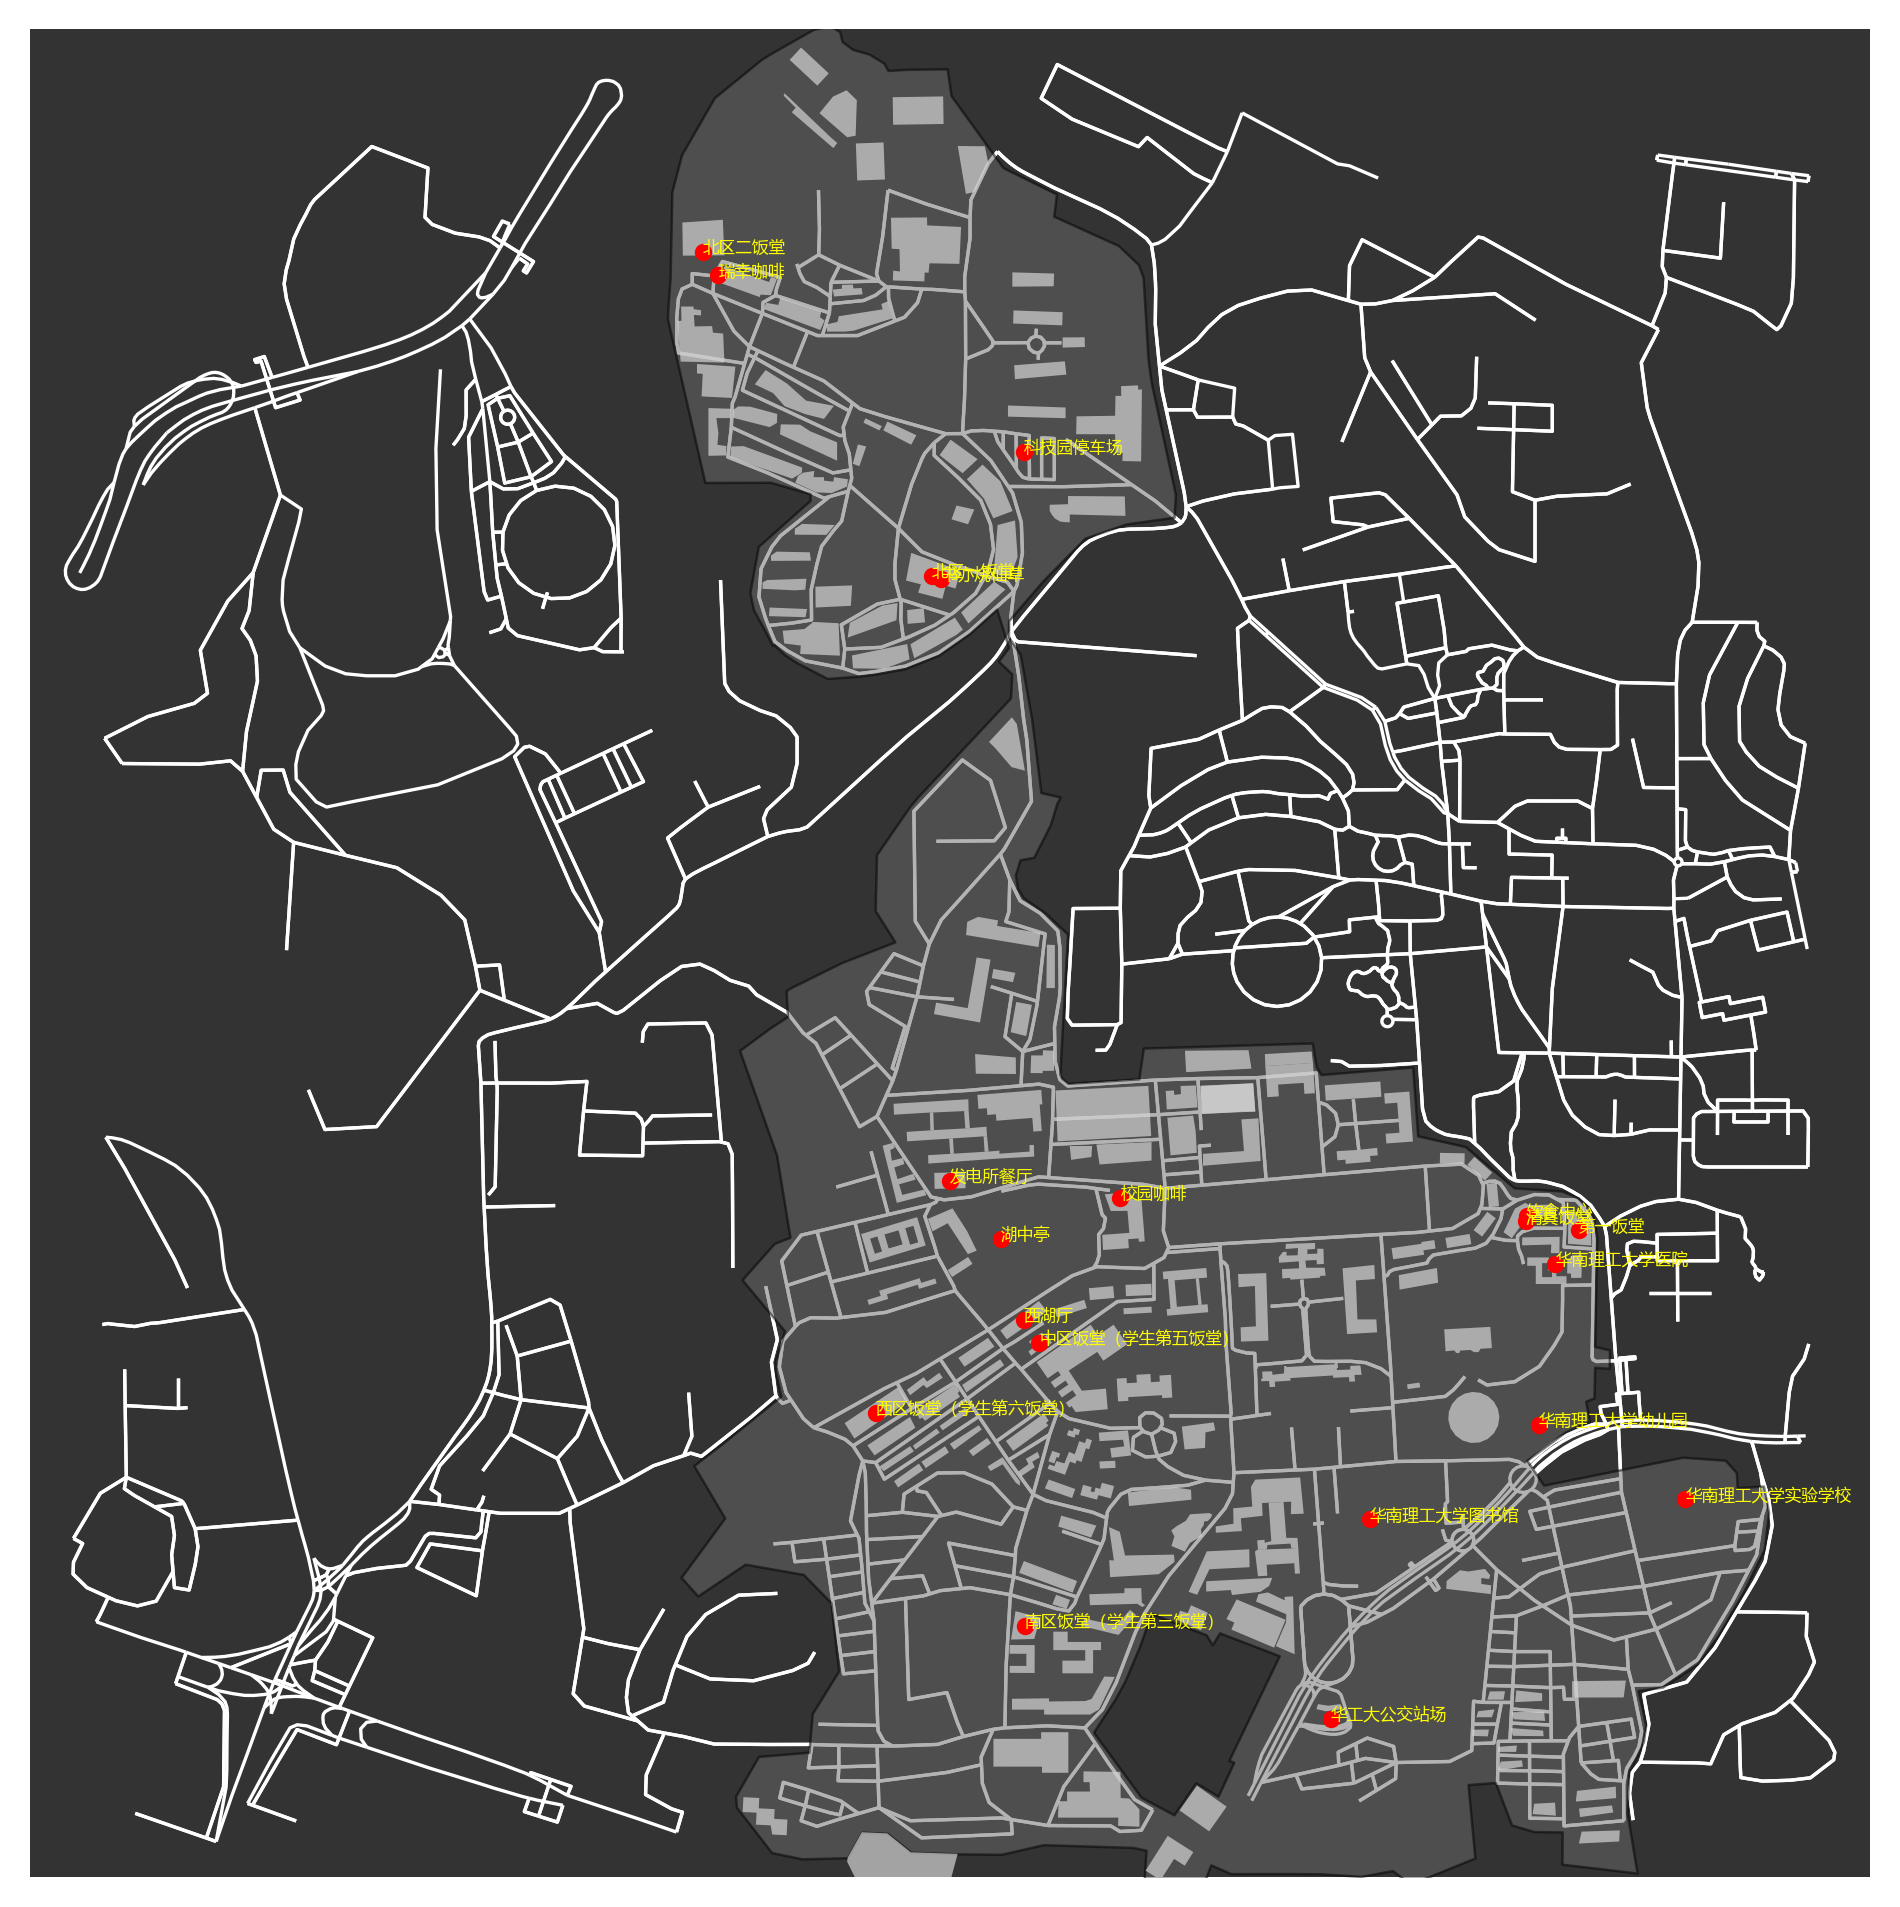 北区二饭堂
瑞幸咖啡
科技园停车场
发电所餐厅
校园咖啡
湖中亭
清真饭堂
第一饭堂
华南理工大学医院
西湖厅
中区饭堂（学生第五饭堂）
西区饭堂（学生第六饭堂）
华南理工大学幼儿园
华南理工大学实验学校
华南理工大学图书馆
南区饭堂（学生第三饭堂）
华工大公交站场